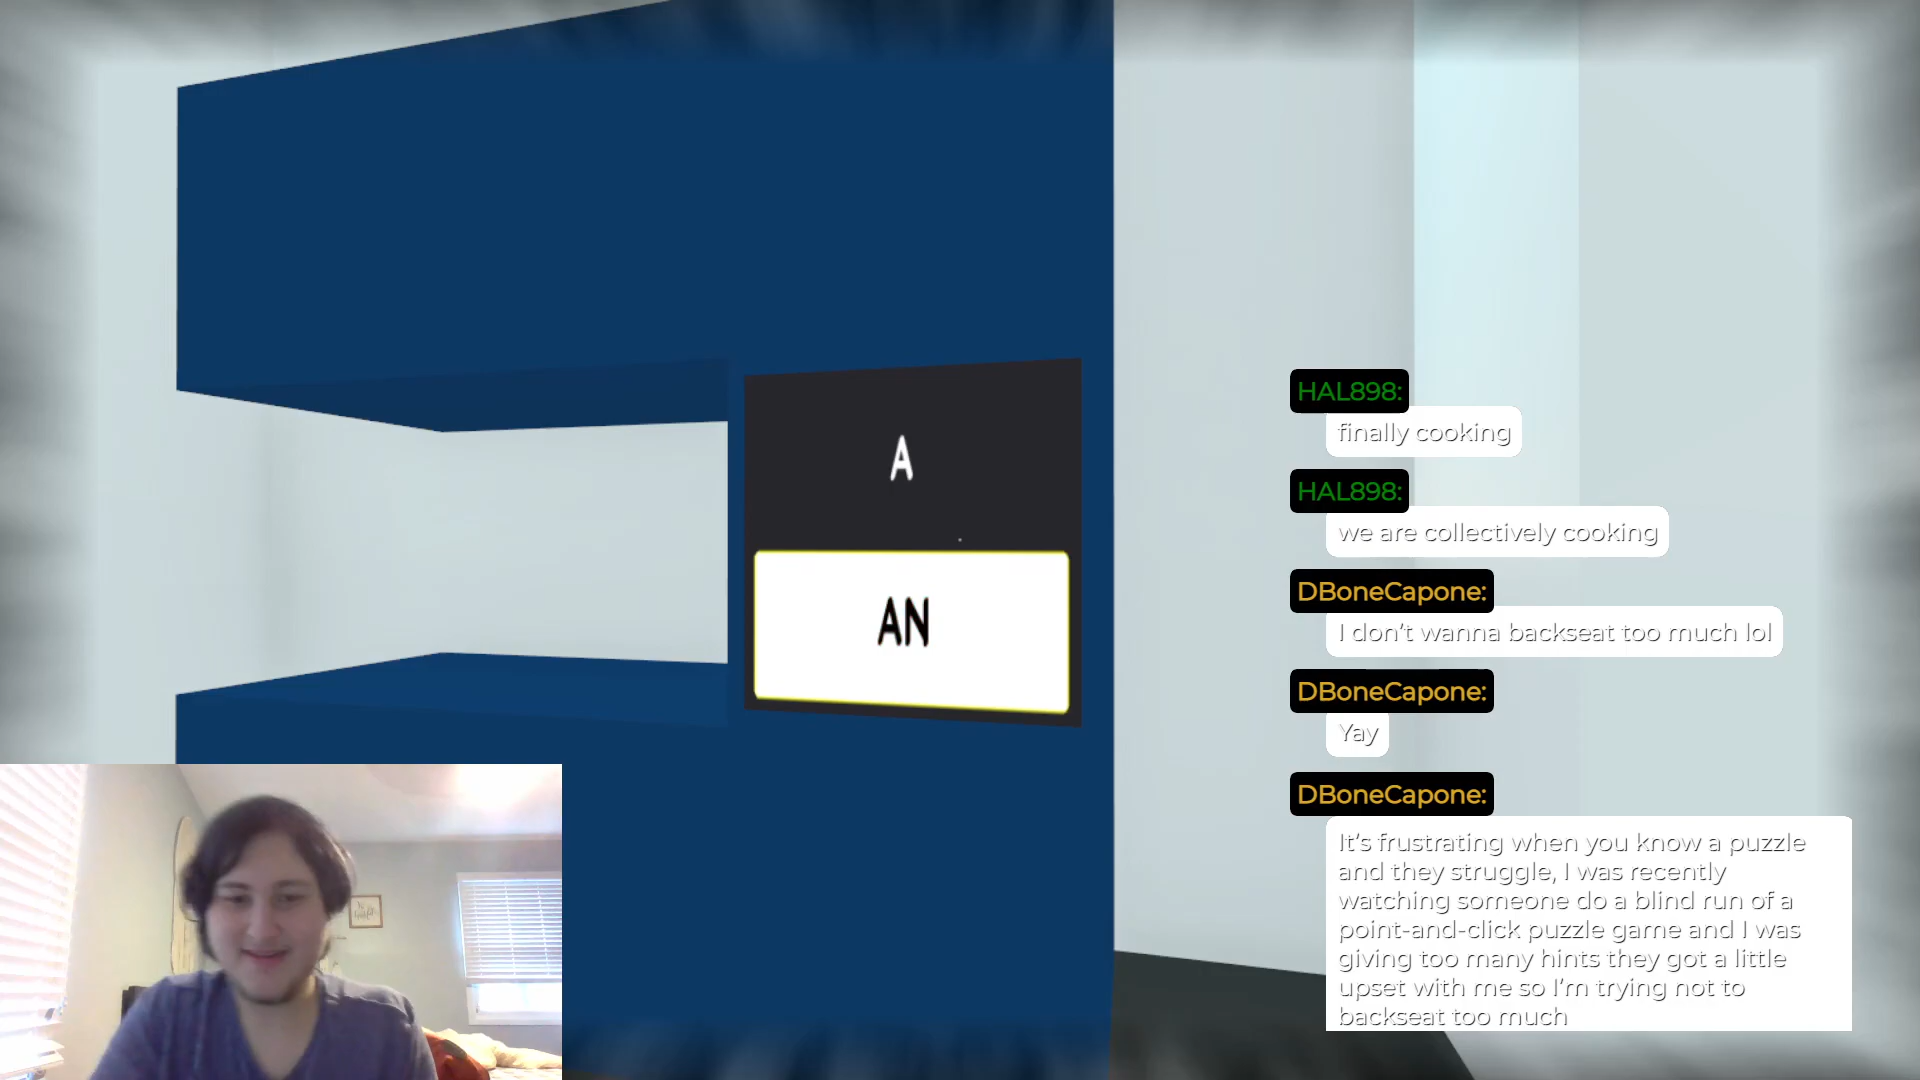 A
AN
HAL898:
finally cooking
HAL898:
we are collectively cooking
DBoneCapone:
I don't wanna backseat too much lol
DBoneCapone:
Yay
DBoneCapone:
It's frustrating when you know a puzzle
and they struggle, I was recently
watching someone do a blind run of a
point-and-click puzzle game and I was
giving too many hints they got a little
upset with me so I'm trying not to
backseat too much